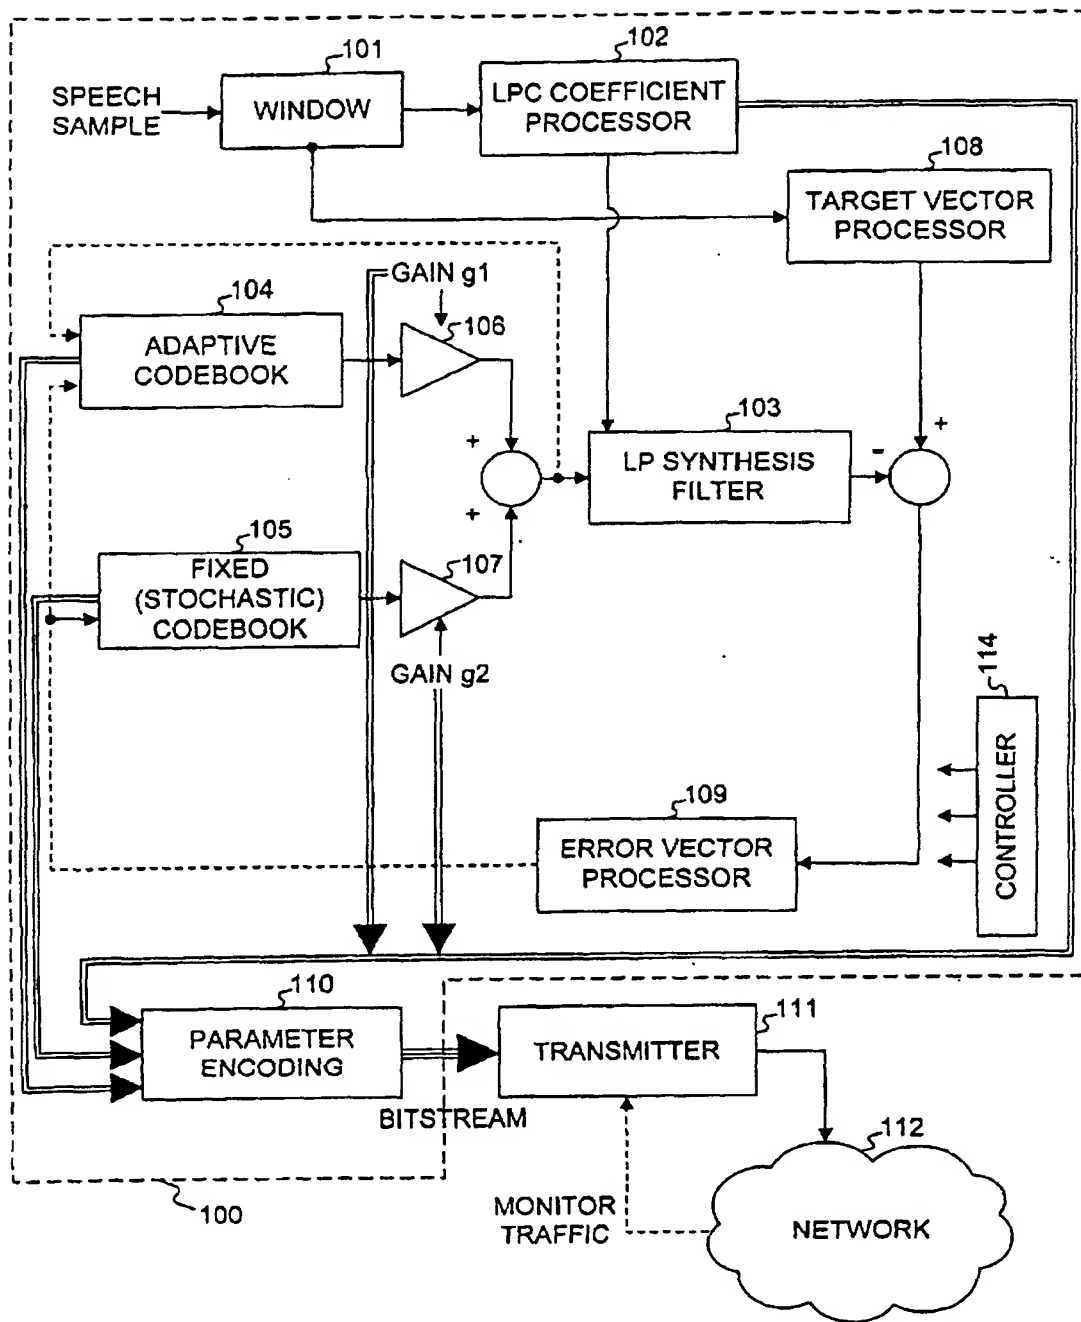 101
102
SPEECH
SAMPLE
WINDOW
LPC COEFFICIENT
PROCESSOR
108
TARGET VECTOR
PROCESSOR
GAIN g1
104
106
ADAPTIVE
CODEBOOK
103
+
+
-
LP SYNTHESIS
FILTER
+
105
107
FIXED
(STOCHASTIC)
CODEBOOK
GAIN g2
114
CONTROLLER
109
ERROR VECTOR
PROCESSOR
110
111
PARAMETER
ENCODING
TRANSMITTER
BITSTREAM
112
100
MONITOR
TRAFFIC
NETWORK